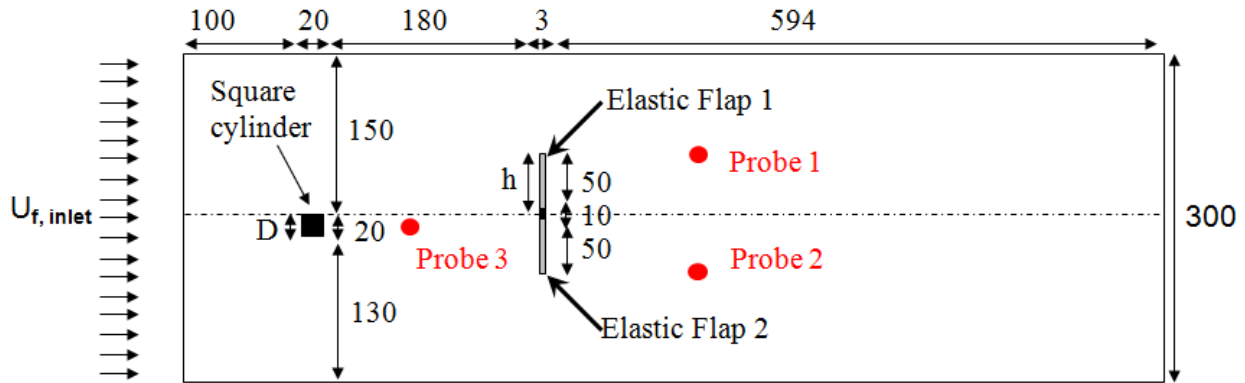 100 20 180 3 594
Elastic Flap 1
Square
cylinder
150
h
50
Probe 1
U_f, inlet
10
D
20
300
Probe 3
50
Probe 2
130
Elastic Flap 2